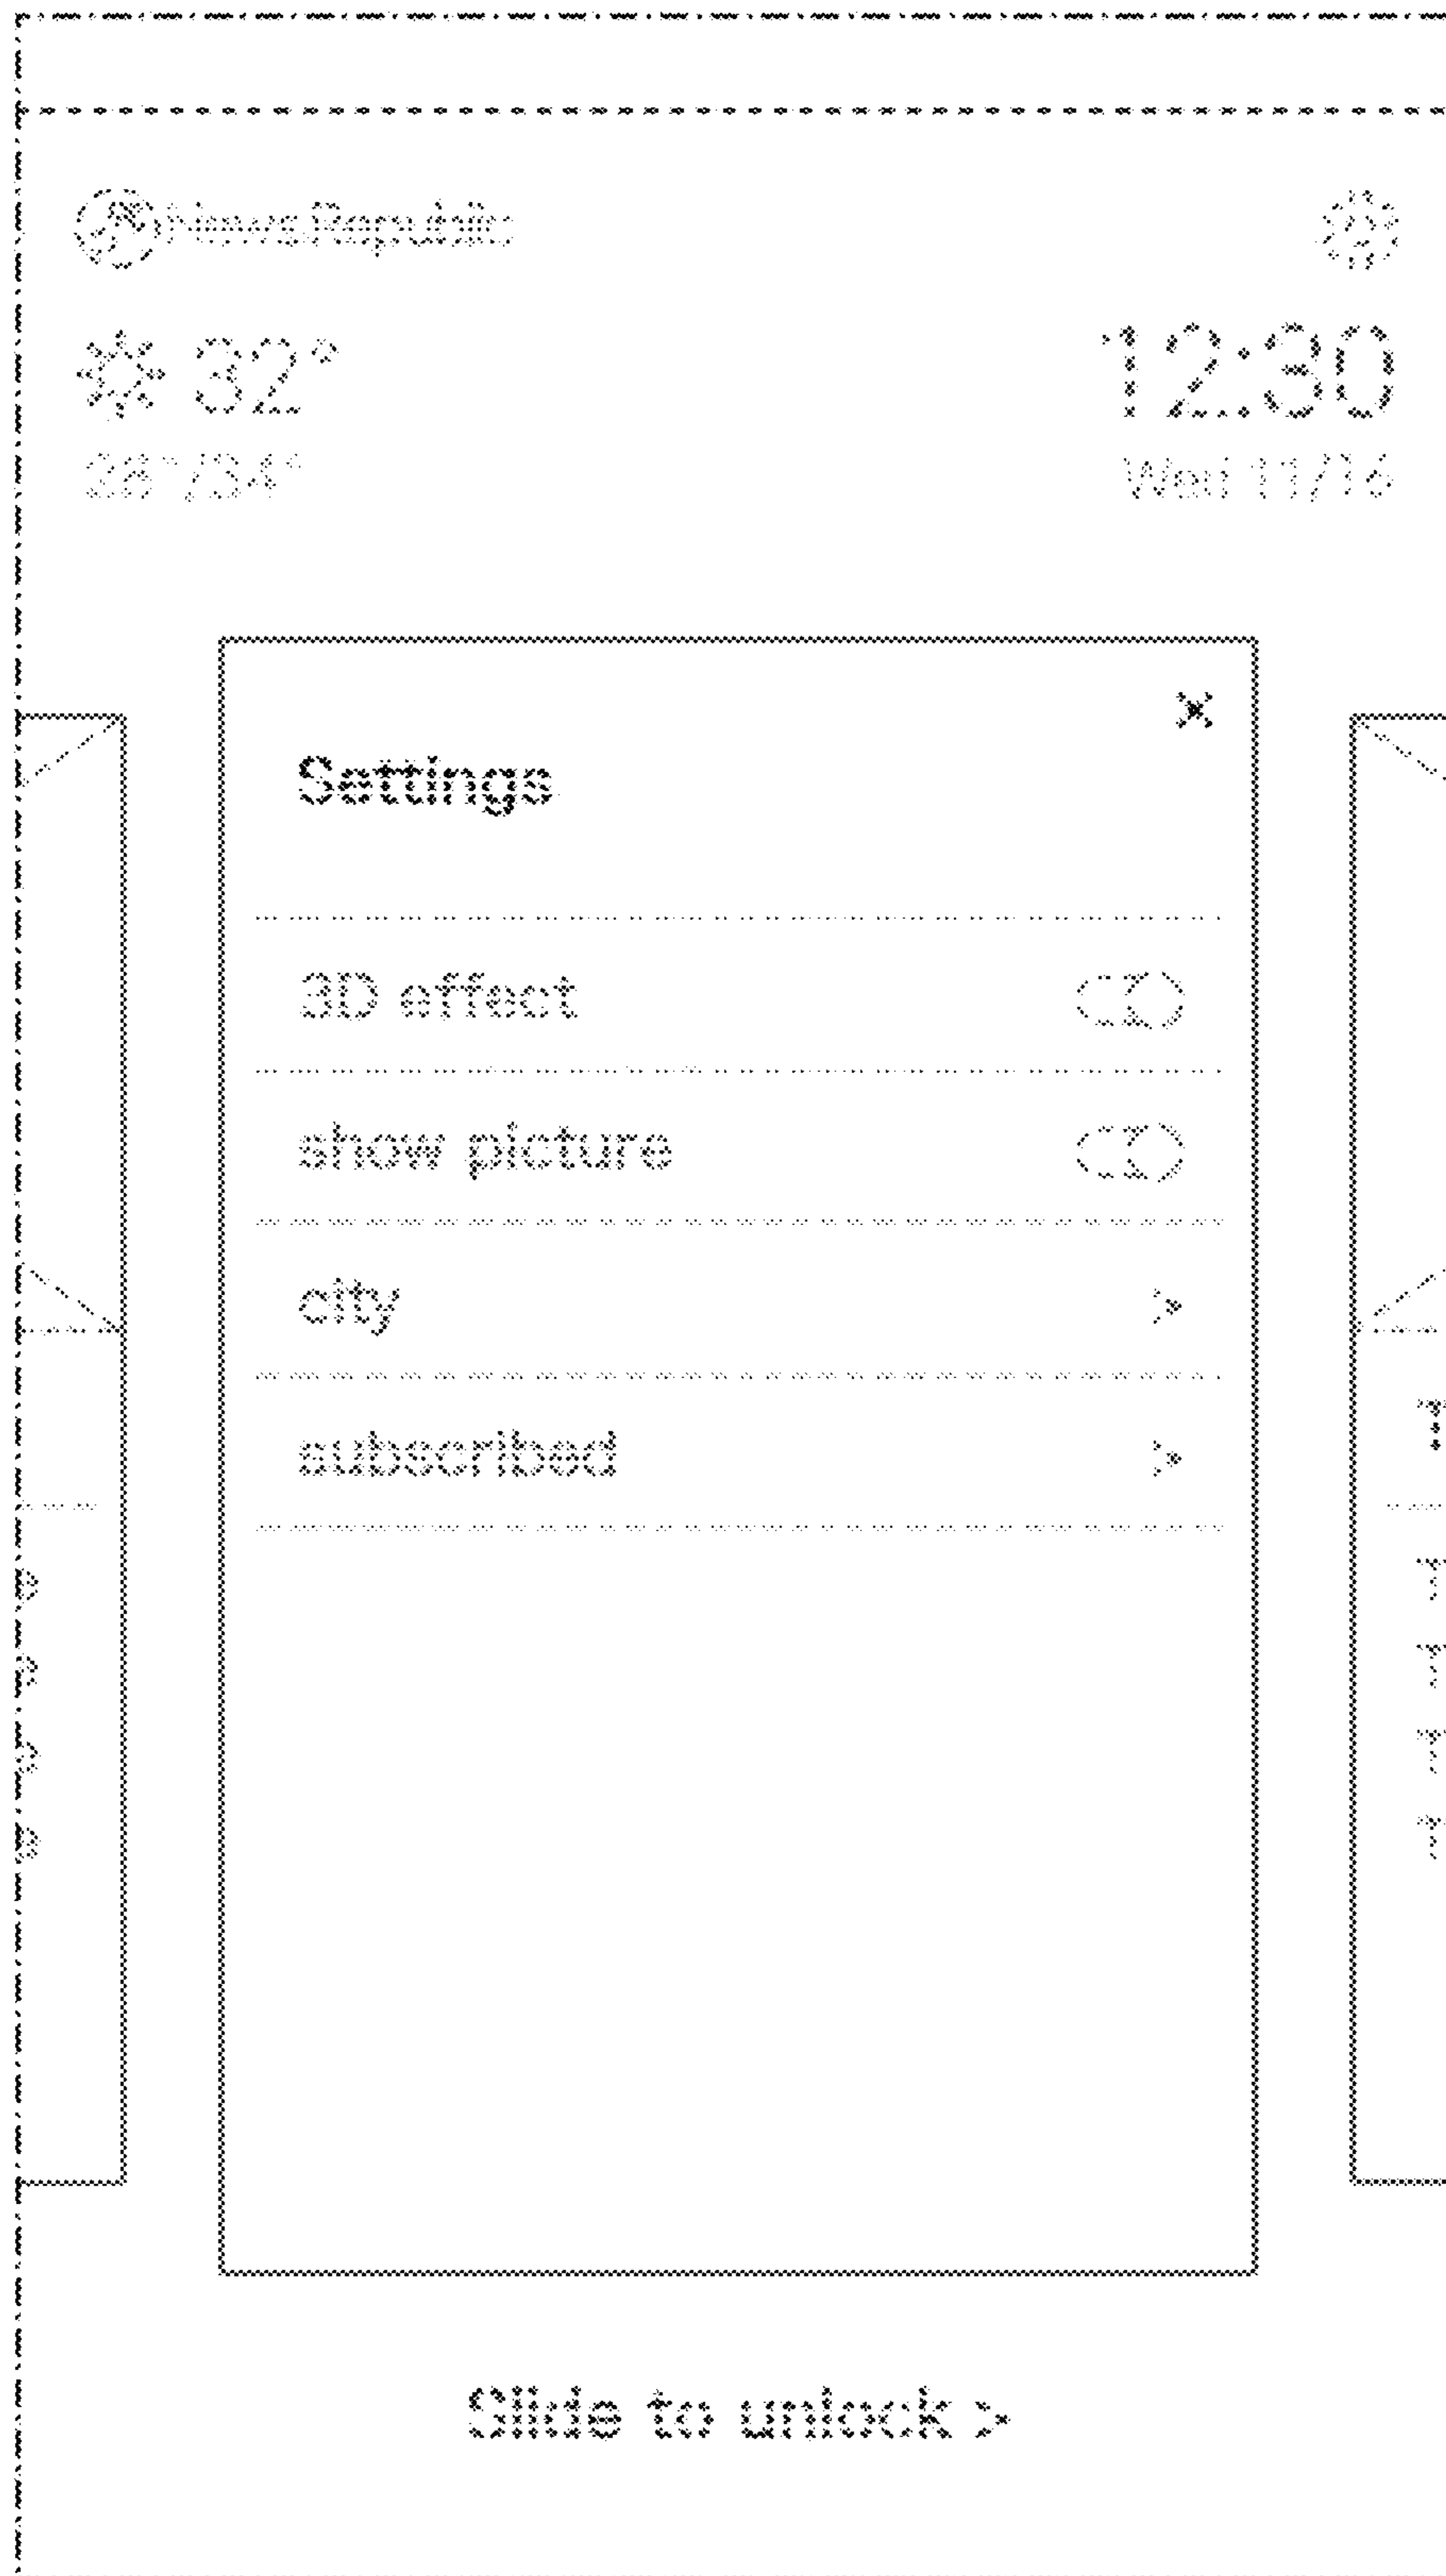 News Republic
32° 12:30
28°/34° Wed 11/16
×
Settings
3D effect
show picture
city >
subscribed >
T
T
T
T
T
Slide to unlock >